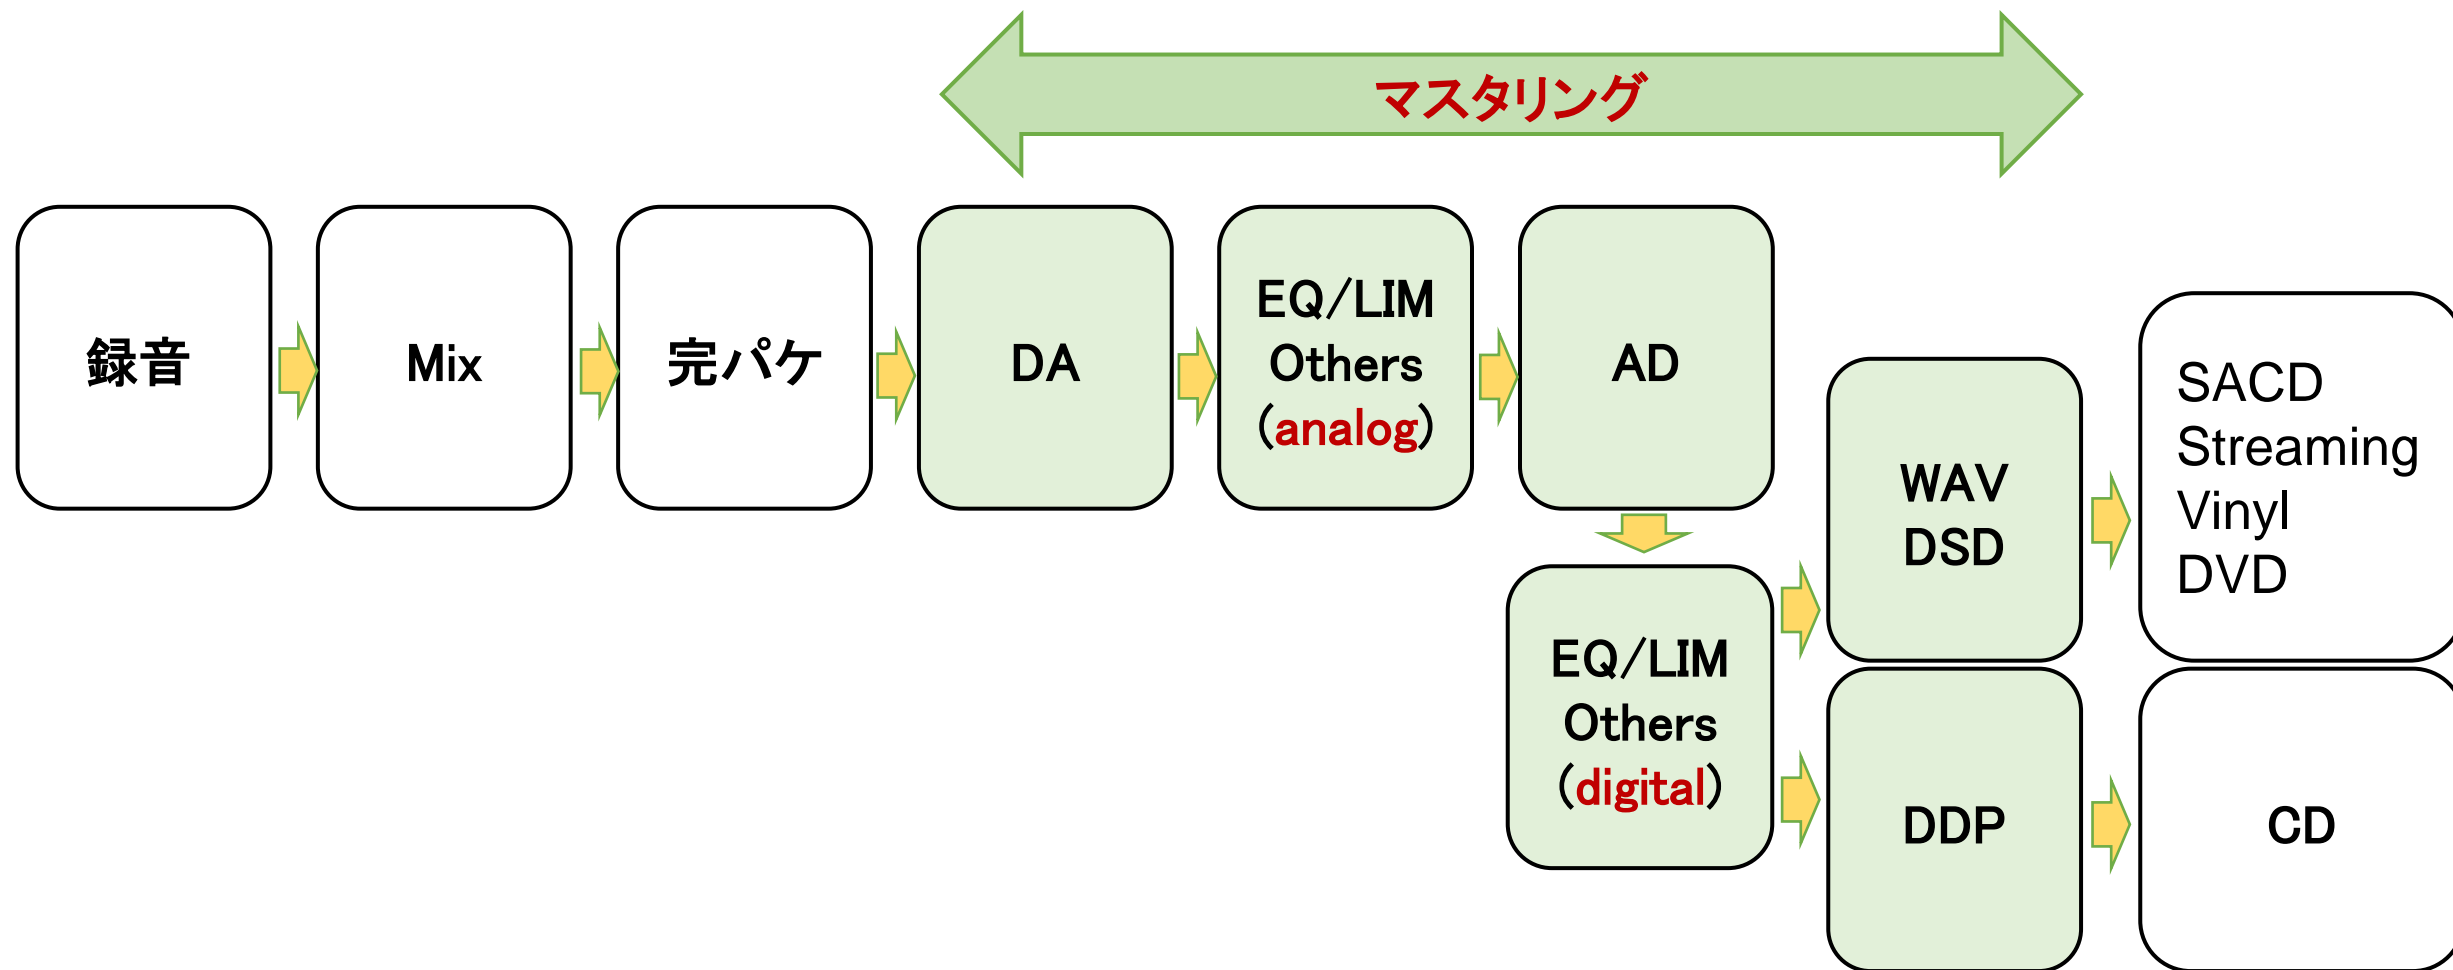 マスタリング
録音
Mix
完パケ
DA
EQ/LIM
Others
(analog)
AD
EQ/LIM
Others
(digital)
WAV
DSD
SACD
Streaming
Vinyl
DVD
DDP
CD